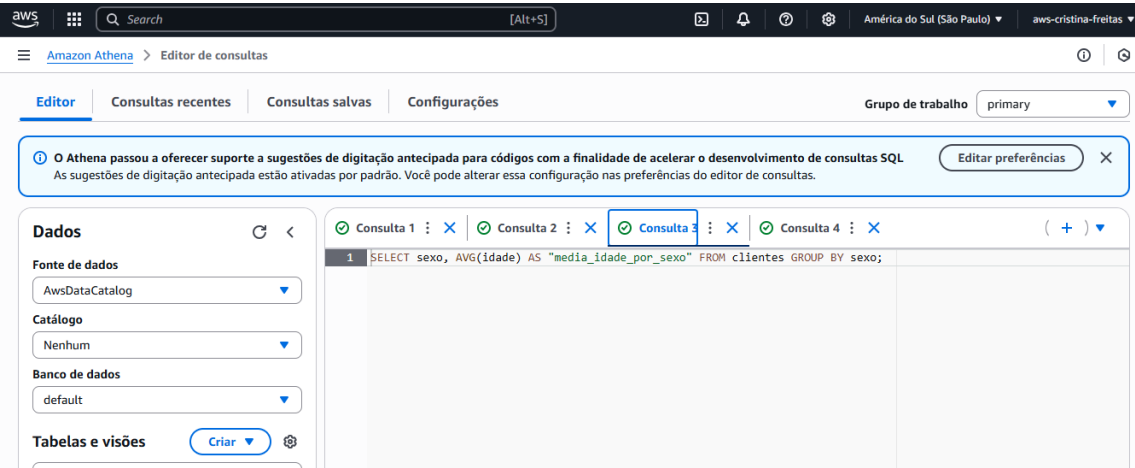 aws Search [Alt+S] América do Sul (São Paulo) aws-cristina-freitas
Amazon Athena > Editor de consultas
Editor Consultas recentes Consultas salvas Configurações Grupo de trabalho primary
O Athena passou a oferecer suporte a sugestões de digitação antecipada para códigos com a finalidade de acelerar o desenvolvimento de consultas SQL
As sugestões de digitação antecipada estão ativadas por padrão. Você pode alterar essa configuração nas preferências do editor de consultas.
Editar preferências
Dados
Fonte de dados
AwsDataCatalog
Catálogo
Nenhum
Banco de dados
default
Tabelas e visões Criar
Consulta 1 Consulta 2 Consulta 3 Consulta 4
1 SELECT sexo, AVG(idade) AS "media_idade_por_sexo" FROM clientes GROUP BY sexo;